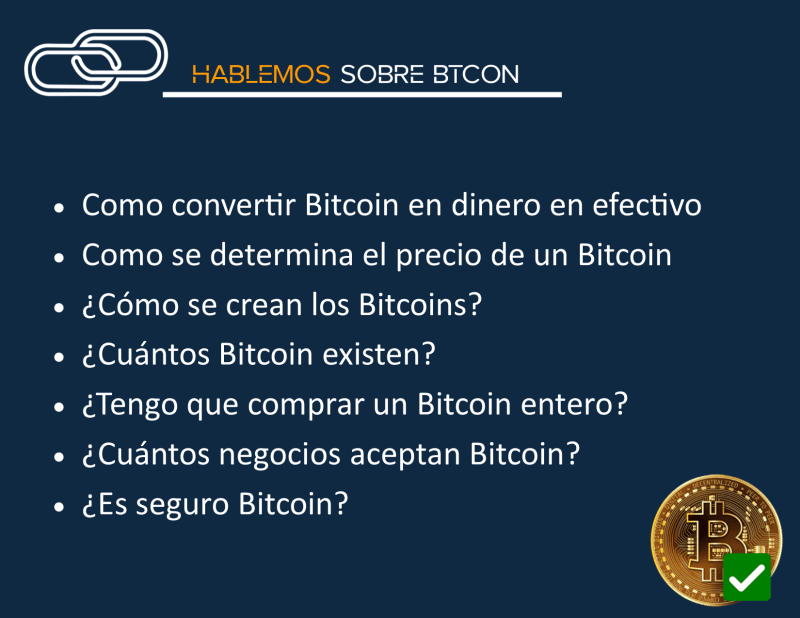 HABLEMOS SOBRE BTCON
• Como convertir Bitcoin en dinero en efectivo
• Como se determina el precio de un Bitcoin
• ¿Cómo se crean los Bitcoins?
• ¿Cuántos Bitcoin existen?
• ¿Tengo que comprar un Bitcoin entero?
• ¿Cuántos negocios aceptan Bitcoin?
• ¿Es seguro Bitcoin?
DECENTRALIZED